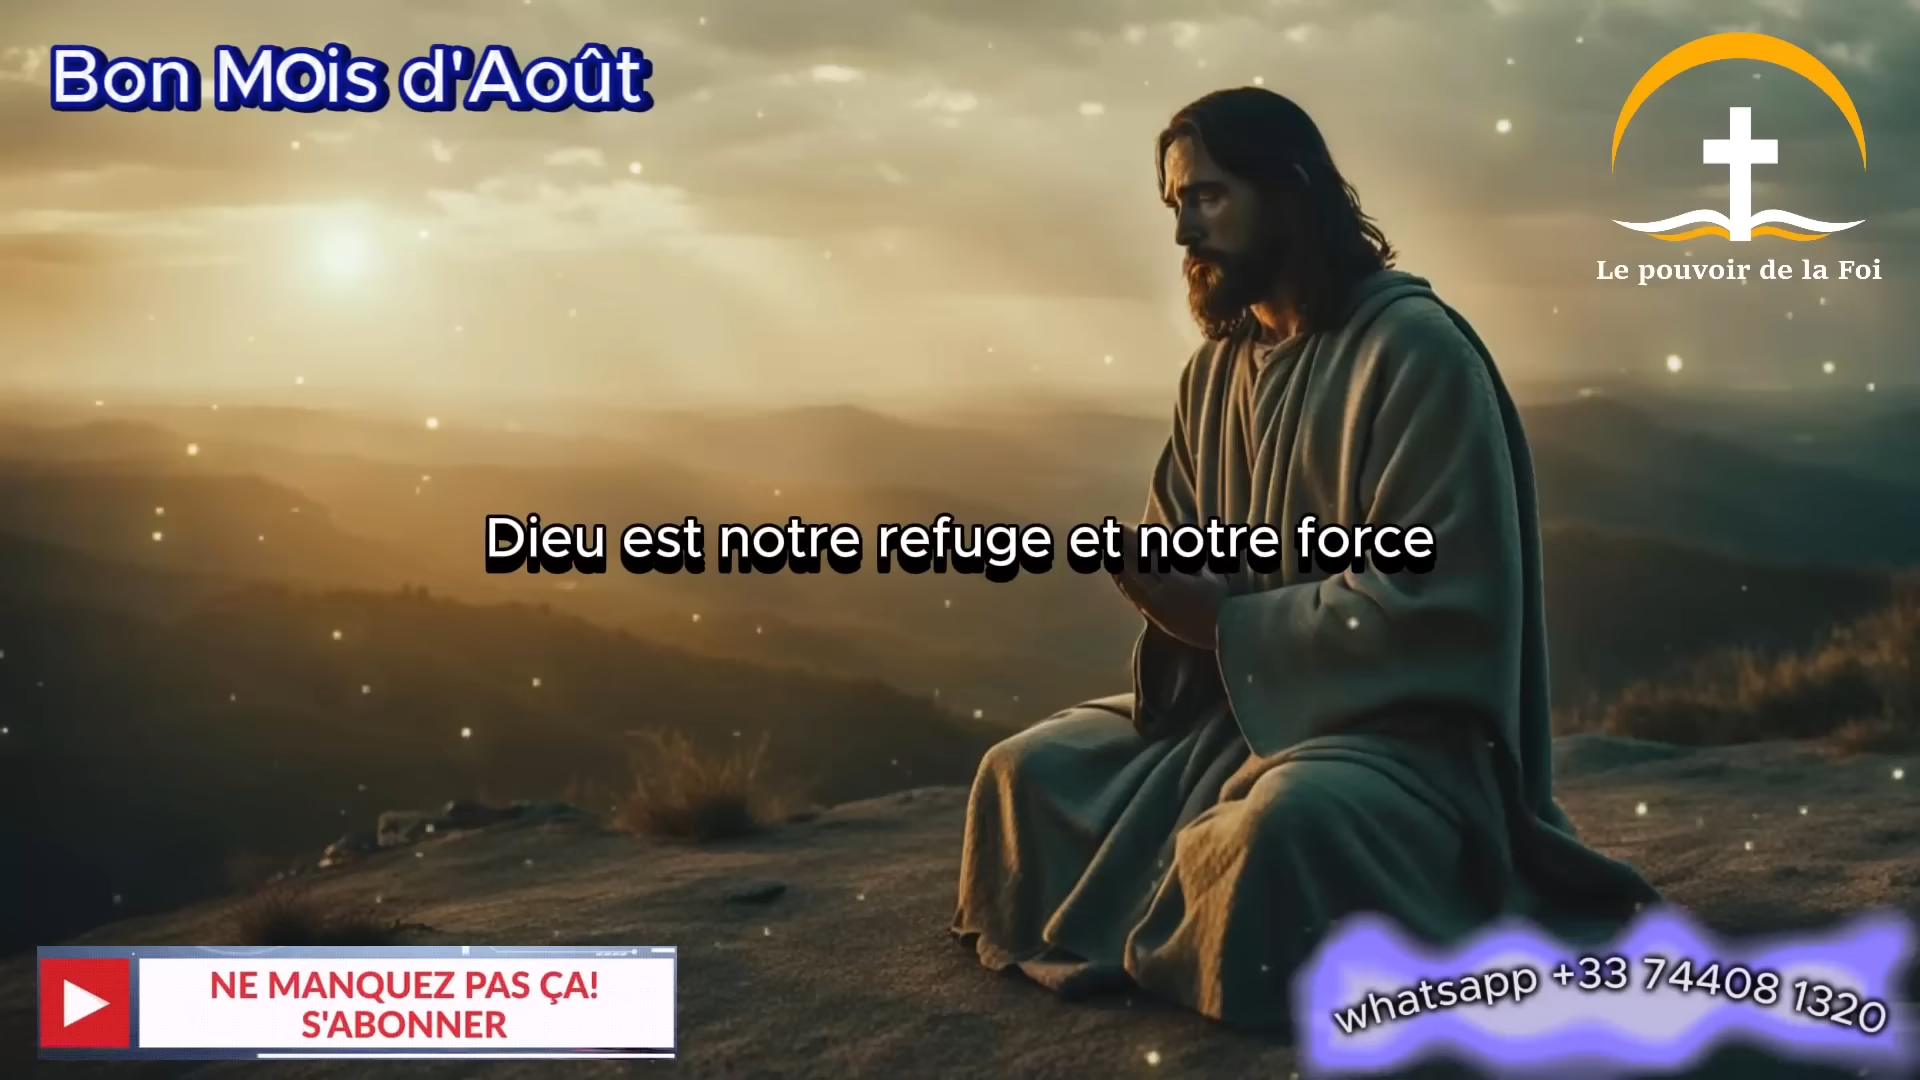 Bon MOis d'Août
Le pouvoir de la Foi
Dieu est notre refuge et notre force
NE MANQUEZ PAS ÇA!
S'ABONNER
whatsapp +33 74408 1320